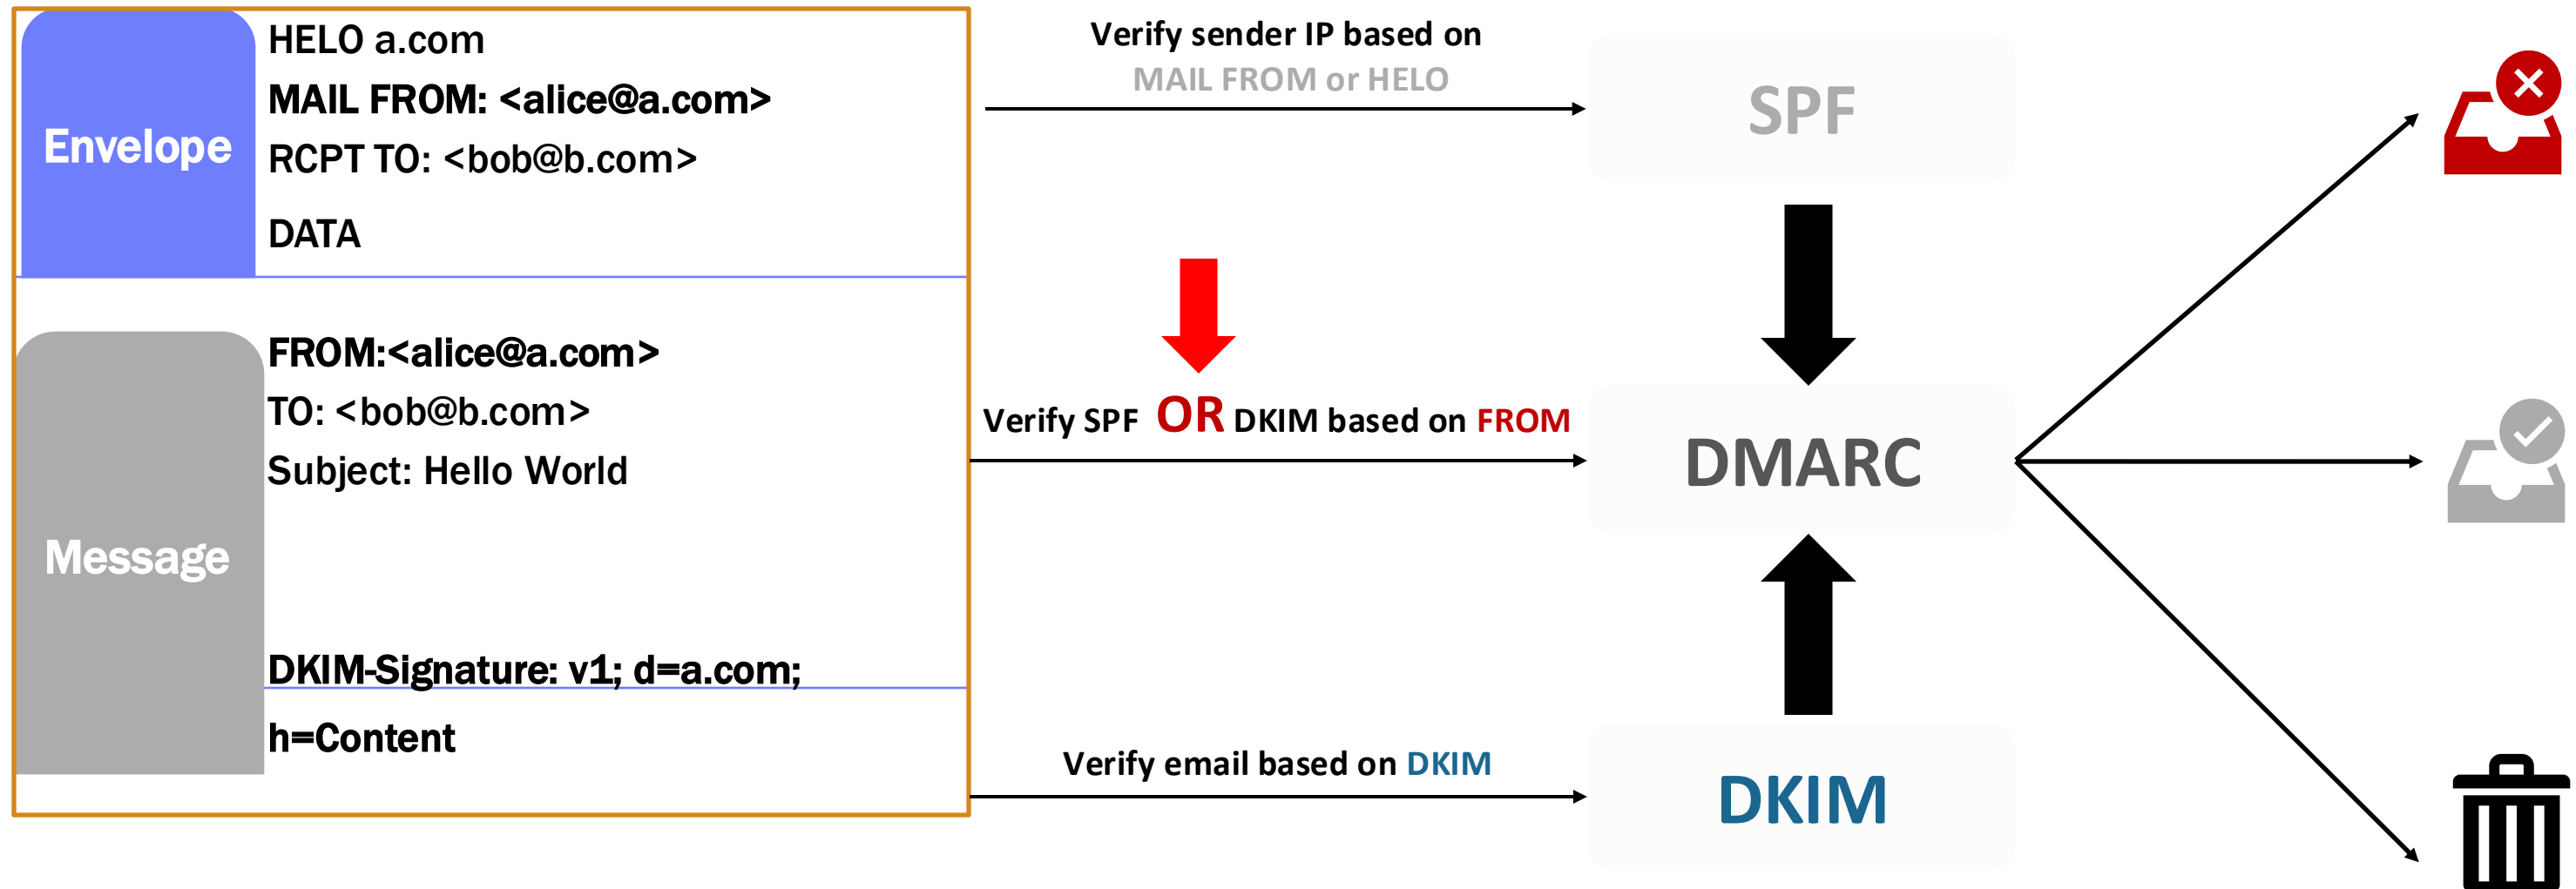 Envelope
HELO a.com
MAIL FROM: <alice@a.com>
RCPT TO: <bob@b.com>
DATA
Message
FROM:<alice@a.com>
TO: <bob@b.com>
Subject: Hello World
DKIM-Signature: v1; d=a.com;
h=Content
Verify sender IP based on
MAIL FROM or HELO
SPF
Verify SPF OR DKIM based on FROM
DMARC
Verify email based on DKIM
DKIM